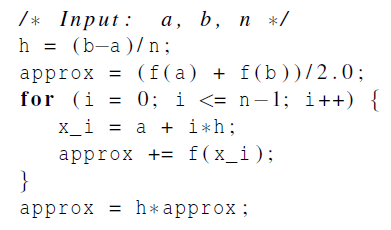 /* Input: a, b, n */
h = (b-a)/n;
approx = (f(a) + f(b))/2.0;
for (i = 0; i <= n-1; i++) {
x_i = a + i*h;
approx += f(x_i);
}
approx = h*approx;